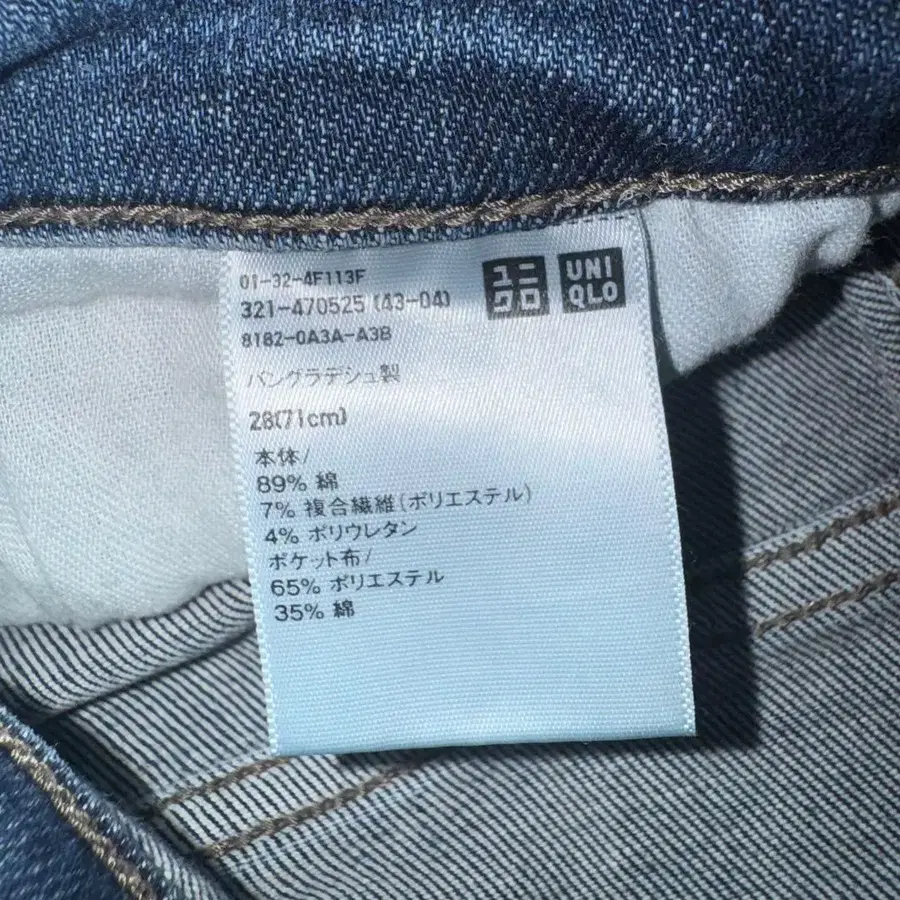 01-32-4F113F
321-470525 (43-04)
8182-0A3A-A3B
ユニ
クロ
UNI
QLO
バングラデシュ製
28(71cm)
本体/
89% 綿
7% 複合繊維(ポリエステル)
4% ポリウレタン
ポケット布/
65% ポリエステル
35% 綿